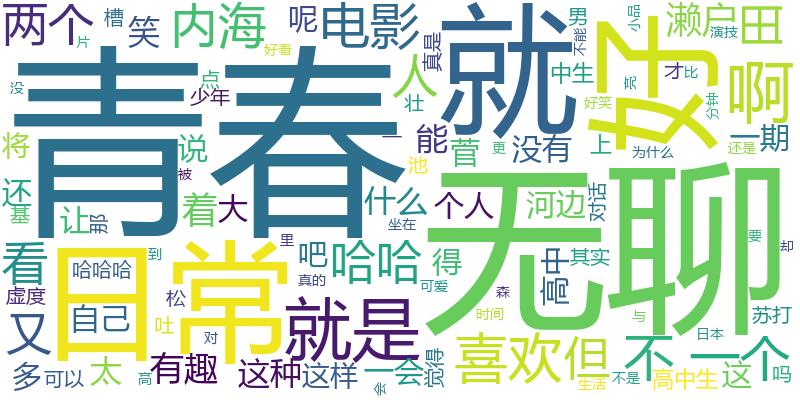 两个
槽
笑
内海
呢
电影
就
好
男
小品
濑户
田
片
好看
真是
不能
演技
青春
没
点
少年
人
壮
中生
亮
才
比
啊
好笑
分钟
将
说
一
能
菅
更
没有
上
为什么
还是
一期
还
基
让
那
被
着
大
池
什么
坐在
个人
河边
对话
无聊
看
日常
哈哈哈
到
里
吧
真的
哈哈
得
可爱
高中
其实
要
却
虚度
自己
松
吐
就是
森
时间
与
日本
苏打
又
对
多
可以
太
高
有趣
这种
这样
会
一会
觉得
喜欢
但
生活
不
不是
高中生
一个
这
吗